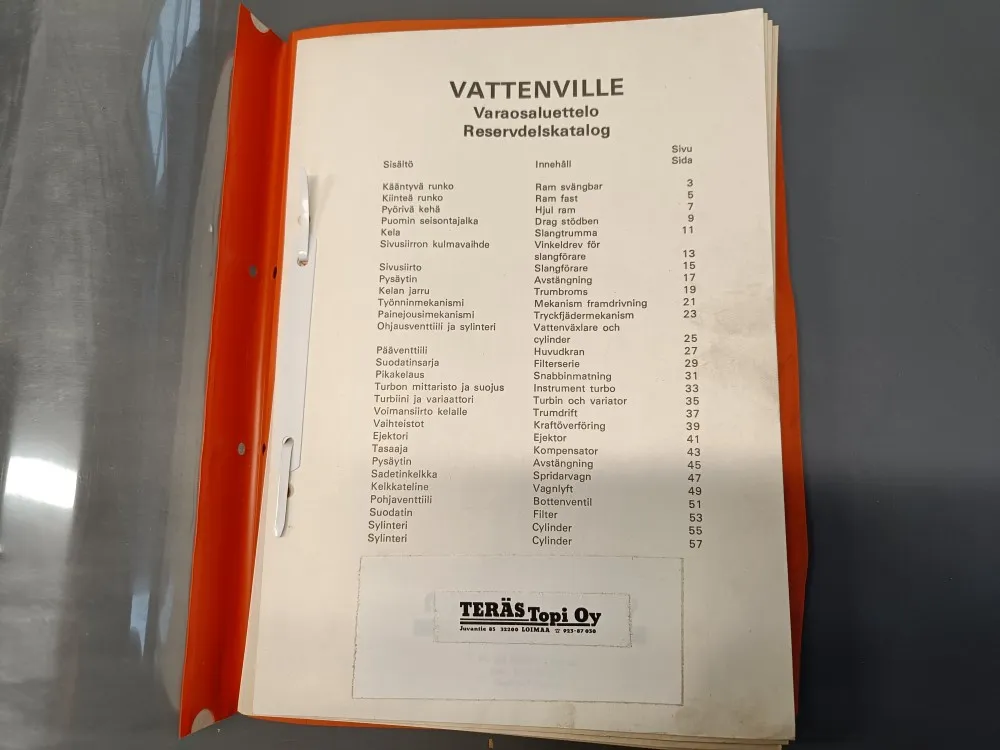 VATTENVILLE
Varaosaluettelo
Reservdelskatalog
Sivu
Sisältö Innehåll Sida
Kääntyvä runko Ram svängbar 3
Kiinteä runko Ram fast 5
Pyörivä kehä Hjul ram 7
Puomin seisontajalka Drag stödben 9
Kela Slangtrumma 11
Sivusiirron kulmavaihde Vinkeldrev för
slangförare 13
Sivusiirto Slangförare 15
Pysäytin Avstängning 17
Kelan jarru Trumbroms 19
Työnninmekanismi Mekanism framdrivning 21
Painejousimekanismi Tryckfjädermekanism 23
Ohjausventtiili ja sylinteri Vattenväxlare och
cylinder 25
Pääventtiili Huvudkran 27
Suodatinsarja Filterserie 29
Pikakelaus Snabbinmatning 31
Turbon mittaristo ja suojus Instrument turbo 33
Turbiini ja variaattori Turbin och variator 35
Voimansiirto kelalle Trumdrift 37
Vaihteistot Kraftöverföring 39
Ejektori Ejektor 41
Tasaaja Kompensator 43
Pysäytin Avstängning 45
Sadetinkelkka Spridarvagn 47
Kelkkateline Vagnlyft 49
Pohjaventtiili Bottenventil 51
Suodatin Filter 53
Sylinteri Cylinder 55
Sylinteri Cylinder 57
TERÄS Topi Oy
Juvantie 85 32200 LOIMAA ☎ 923-87 030